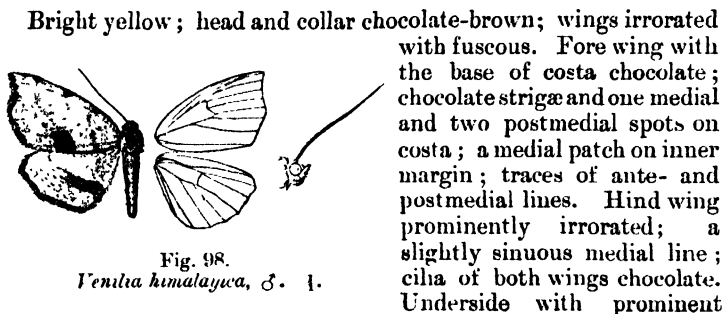 Bright yellow; head and collar chocolate-brown; wings irrorated
with fuscous. Fore wing with
the base of costa chocolate;
chocolate strigæ and one medial
and two postmedial spots on
costa; a medial patch on inner
margin; traces of ante- and
postmedial lines. Hind wing
prominently irrorated; a
slightly sinuous medial line;
cilia of both wings chocolate.
Underside with prominent
Fig. 98.
Venilia himalayica, ♂.